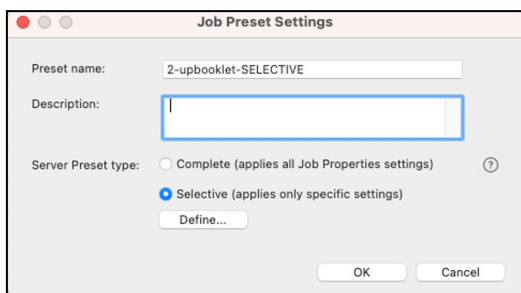 Job Preset Settings
Preset name: 2-upbooklet-SELECTIVE
Description:
Server Preset type: Complete (applies all Job Properties settings) ?
Selective (applies only specific settings)
Define...
OK Cancel